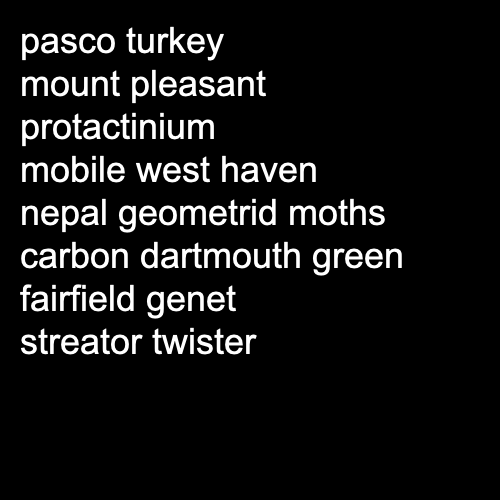 pasco turkey
mount pleasant
protactinium
mobile west haven
nepal geometrid moths
carbon dartmouth green
fairfield genet
streator twister